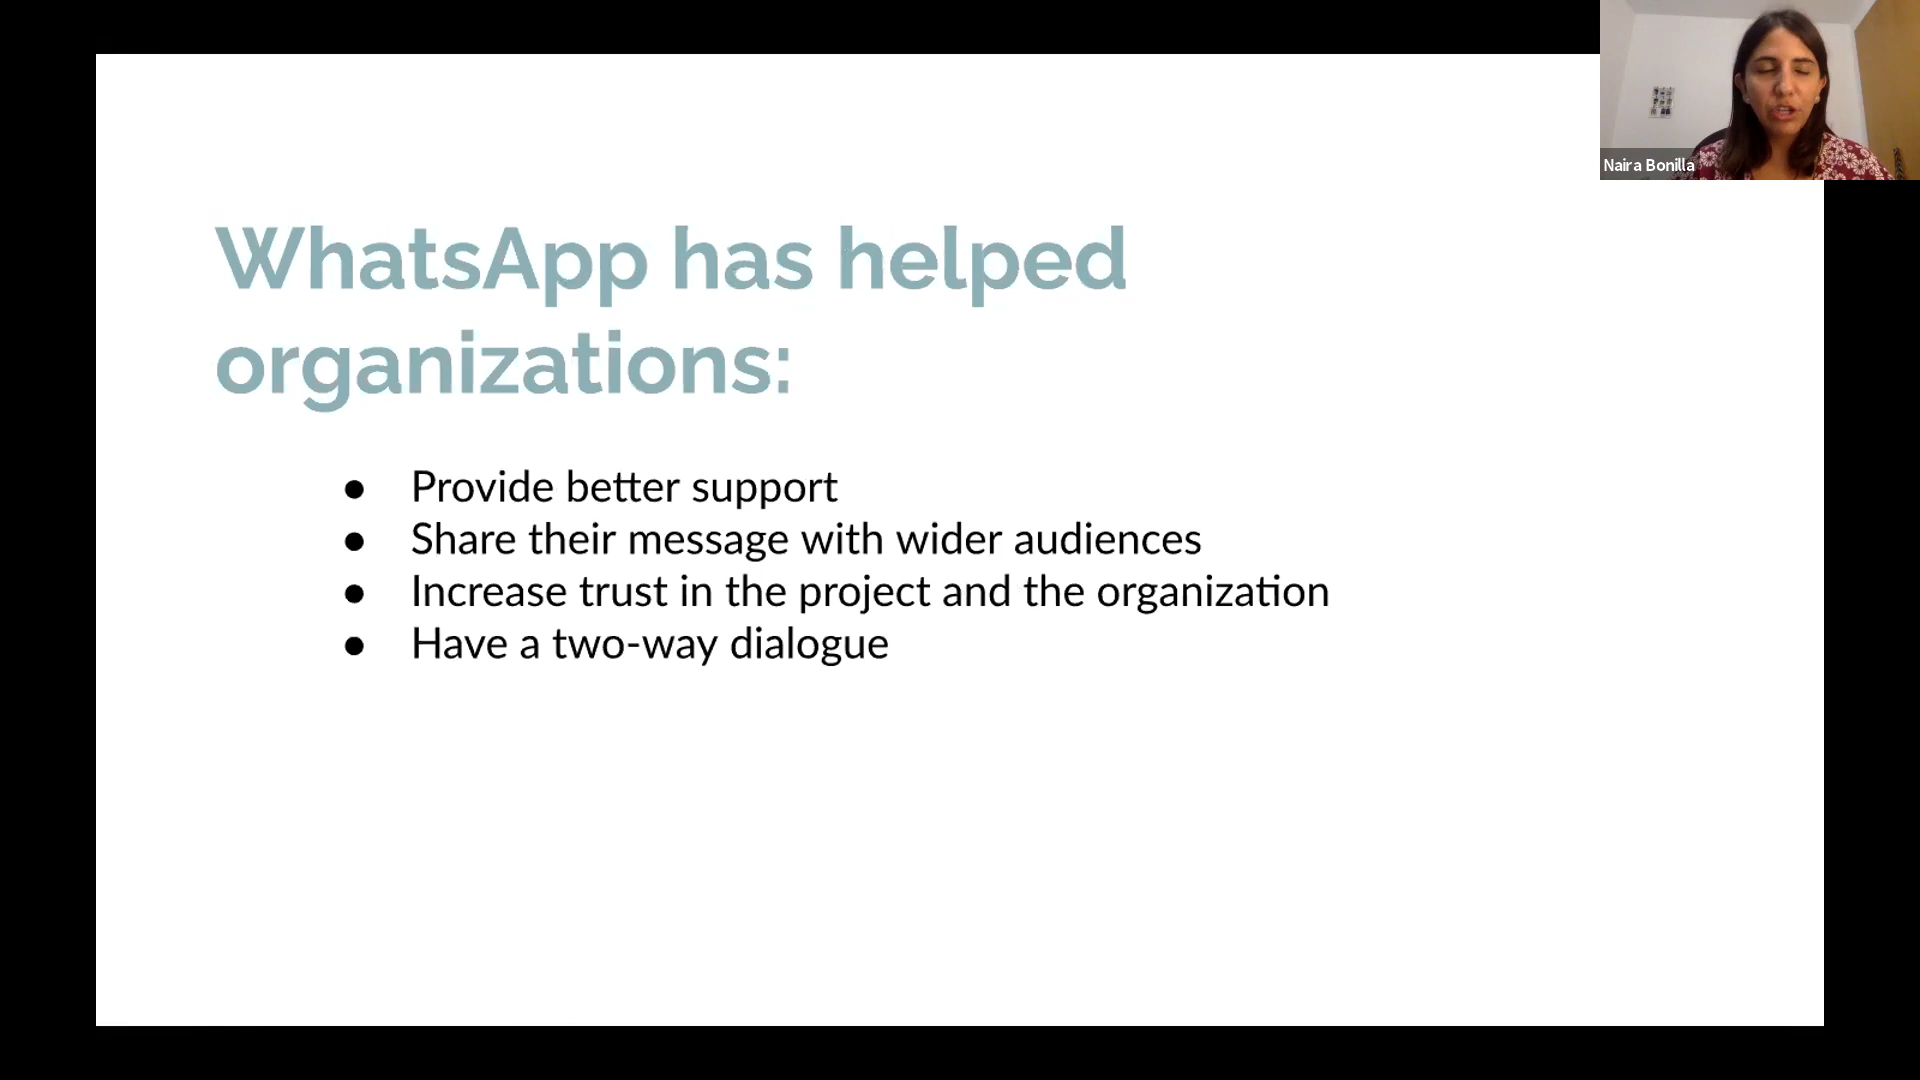 WhatsApp has helped
organizations:
● Provide better support
● Share their message with wider audiences
● Increase trust in the project and the organization
● Have a two-way dialogue
Naira Bonilla